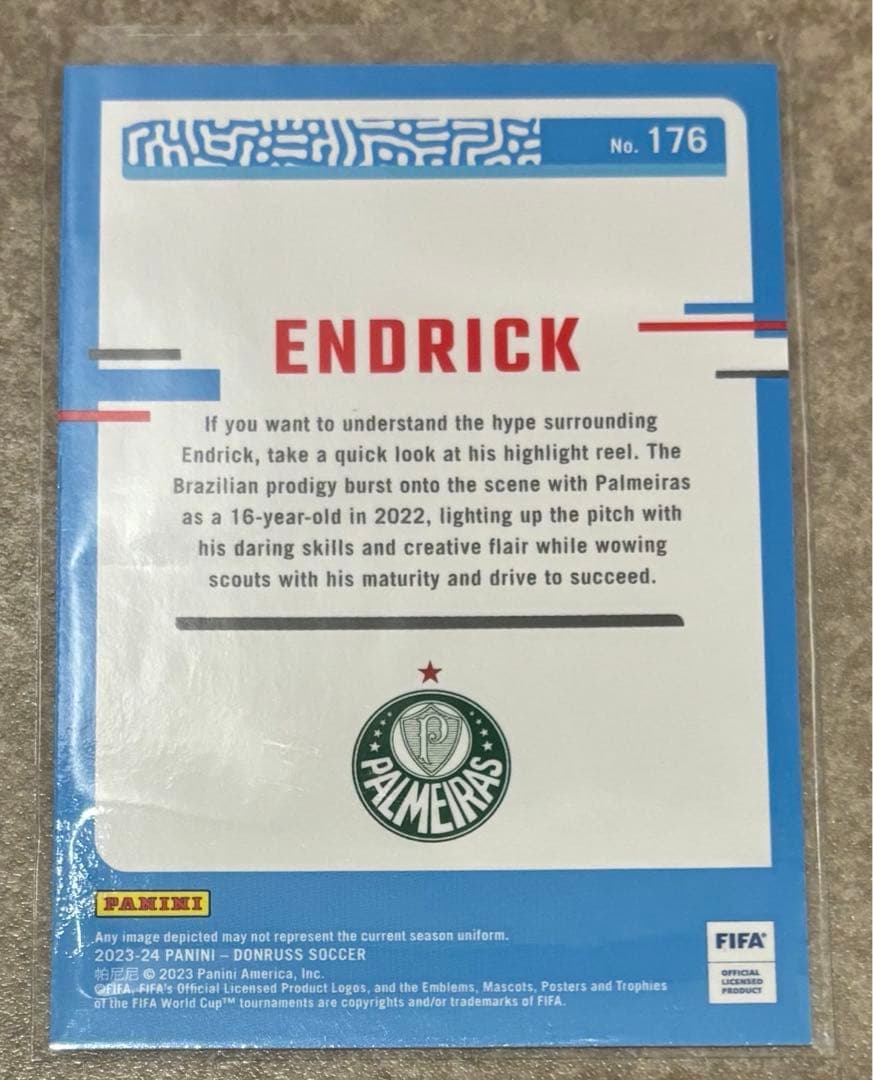 No. 176
ENDRICK
If you want to understand the hype surrounding
Endrick, take a quick look at his highlight reel. The
Brazilian prodigy burst onto the scene with Palmeiras
as a 16-year-old in 2022, lighting up the pitch with
his daring skills and creative flair while wowing
scouts with his maturity and drive to succeed.
P
PALMEIRAS
PANINI
Any image depicted may not represent the current season uniform.
2023-24 PANINI – DONRUSS SOCCER
帕尼尼 © 2023 Panini America, Inc.
©FIFA, FIFA's Official Licensed Product Logos, and the Emblems, Mascots, Posters and Trophies
of the FIFA World Cup™ tournaments are copyrights and/or trademarks of FIFA.
FIFA®
OFFICIAL
LICENSED
PRODUCT